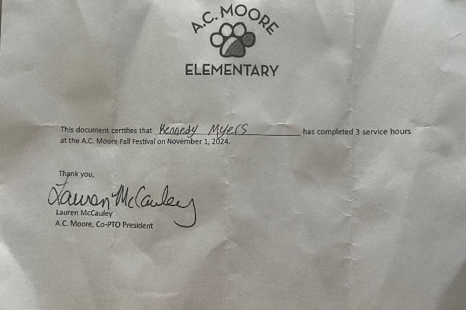 A.C. MOORE
ELEMENTARY
This document certifies that Kennedy Myers has completed 3 service hours
at the A.C. Moore Fall Festival on November 1, 2024.
Thank you,
Lauren McCauley
Lauren McCauley
A.C. Moore, Co-PTO President